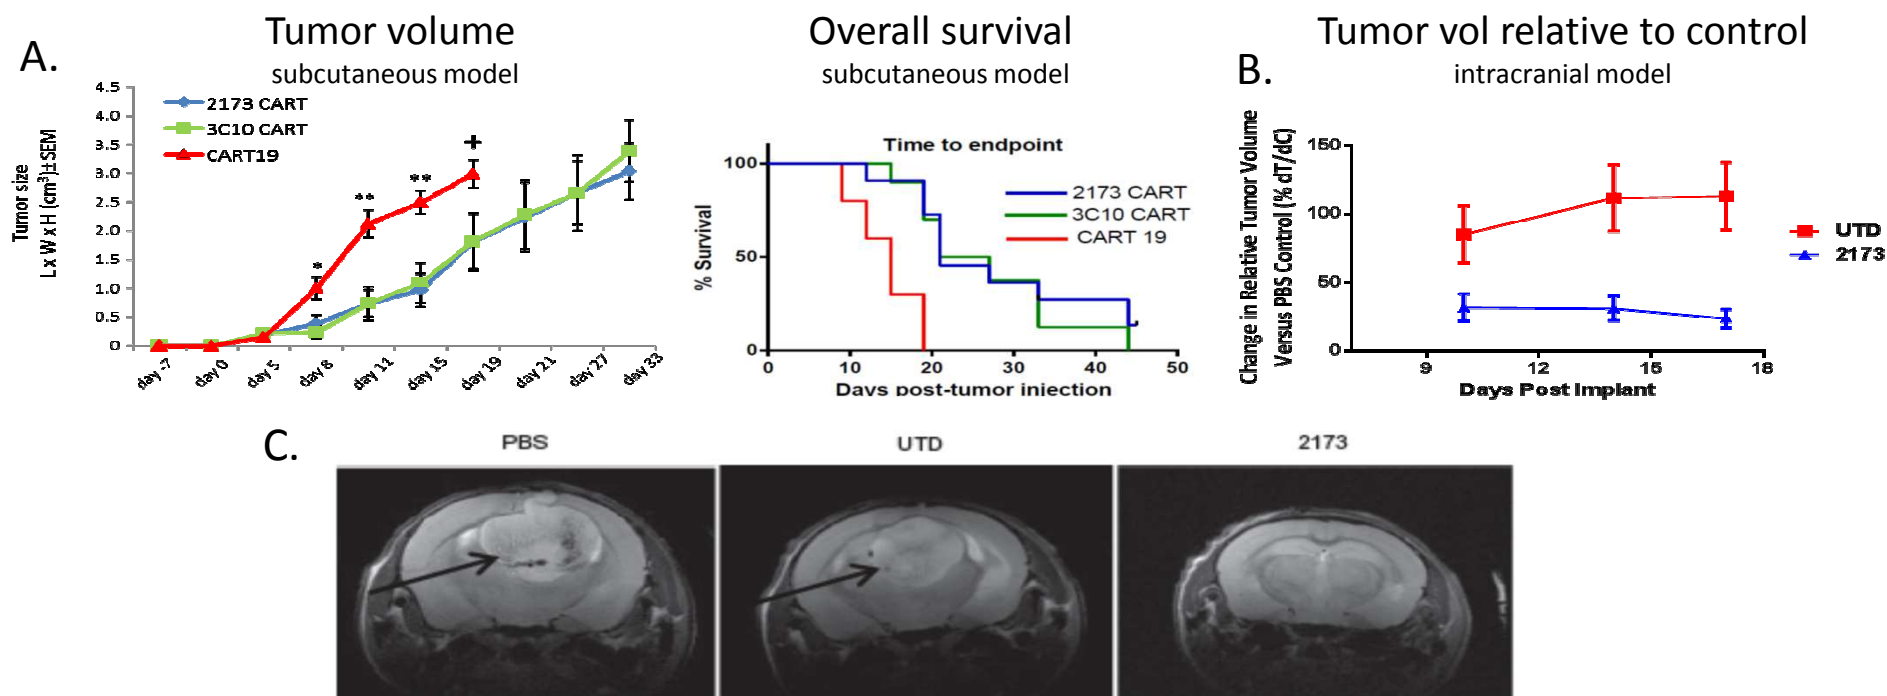 A.
Tumor volume
subcutaneous model
Tumor size
L x W x H (cm³)±SEM
4.5
4.0
3.5
3.0
2.5
2.0
1.5
1.0
0.5
0
2173 CART
3C10 CART
CART19
*
**
**
+
day -7
day 0
day 5
day 8
day 11
day 15
day 19
day 21
day 27
day 33
Overall survival
subcutaneous model
Time to endpoint
% Survival
100
50
0
2173 CART
3C10 CART
CART 19
0 10 20 30 40 50
Days post-tumor injection
B.
Tumor vol relative to control
intracranial model
Change in Relative Tumor Volume
Versus PBS Control (% dT/dC)
150
100
50
0
UTD
2173
9 12 15 18
Days Post Implant
C.
PBS
UTD
2173